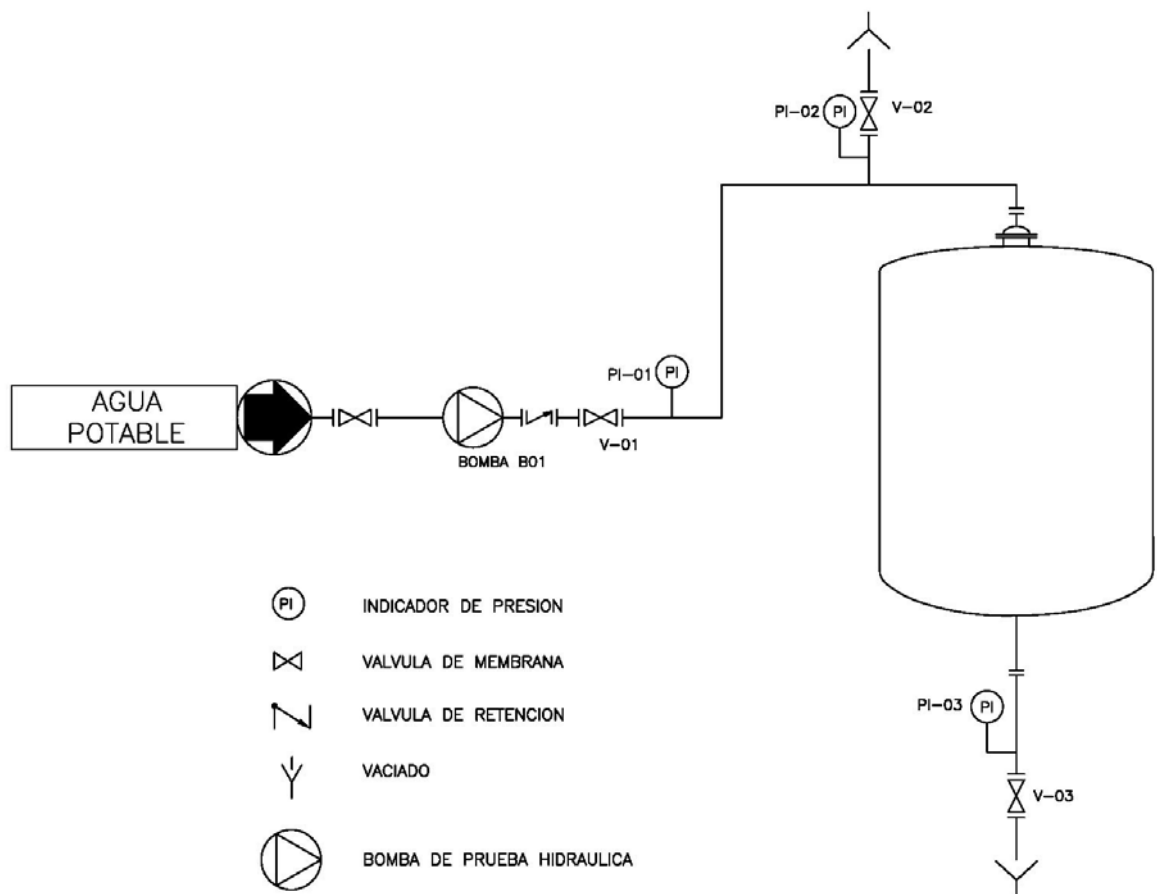 PI-02
PI
V-02
PI-01
PI
AGUA
POTABLE
V-01
BOMBA B01
PI
INDICADOR DE PRESION
VALVULA DE MEMBRANA
VALVULA DE RETENCION
VACIADO
BOMBA DE PRUEBA HIDRAULICA
PI-03
PI
V-03